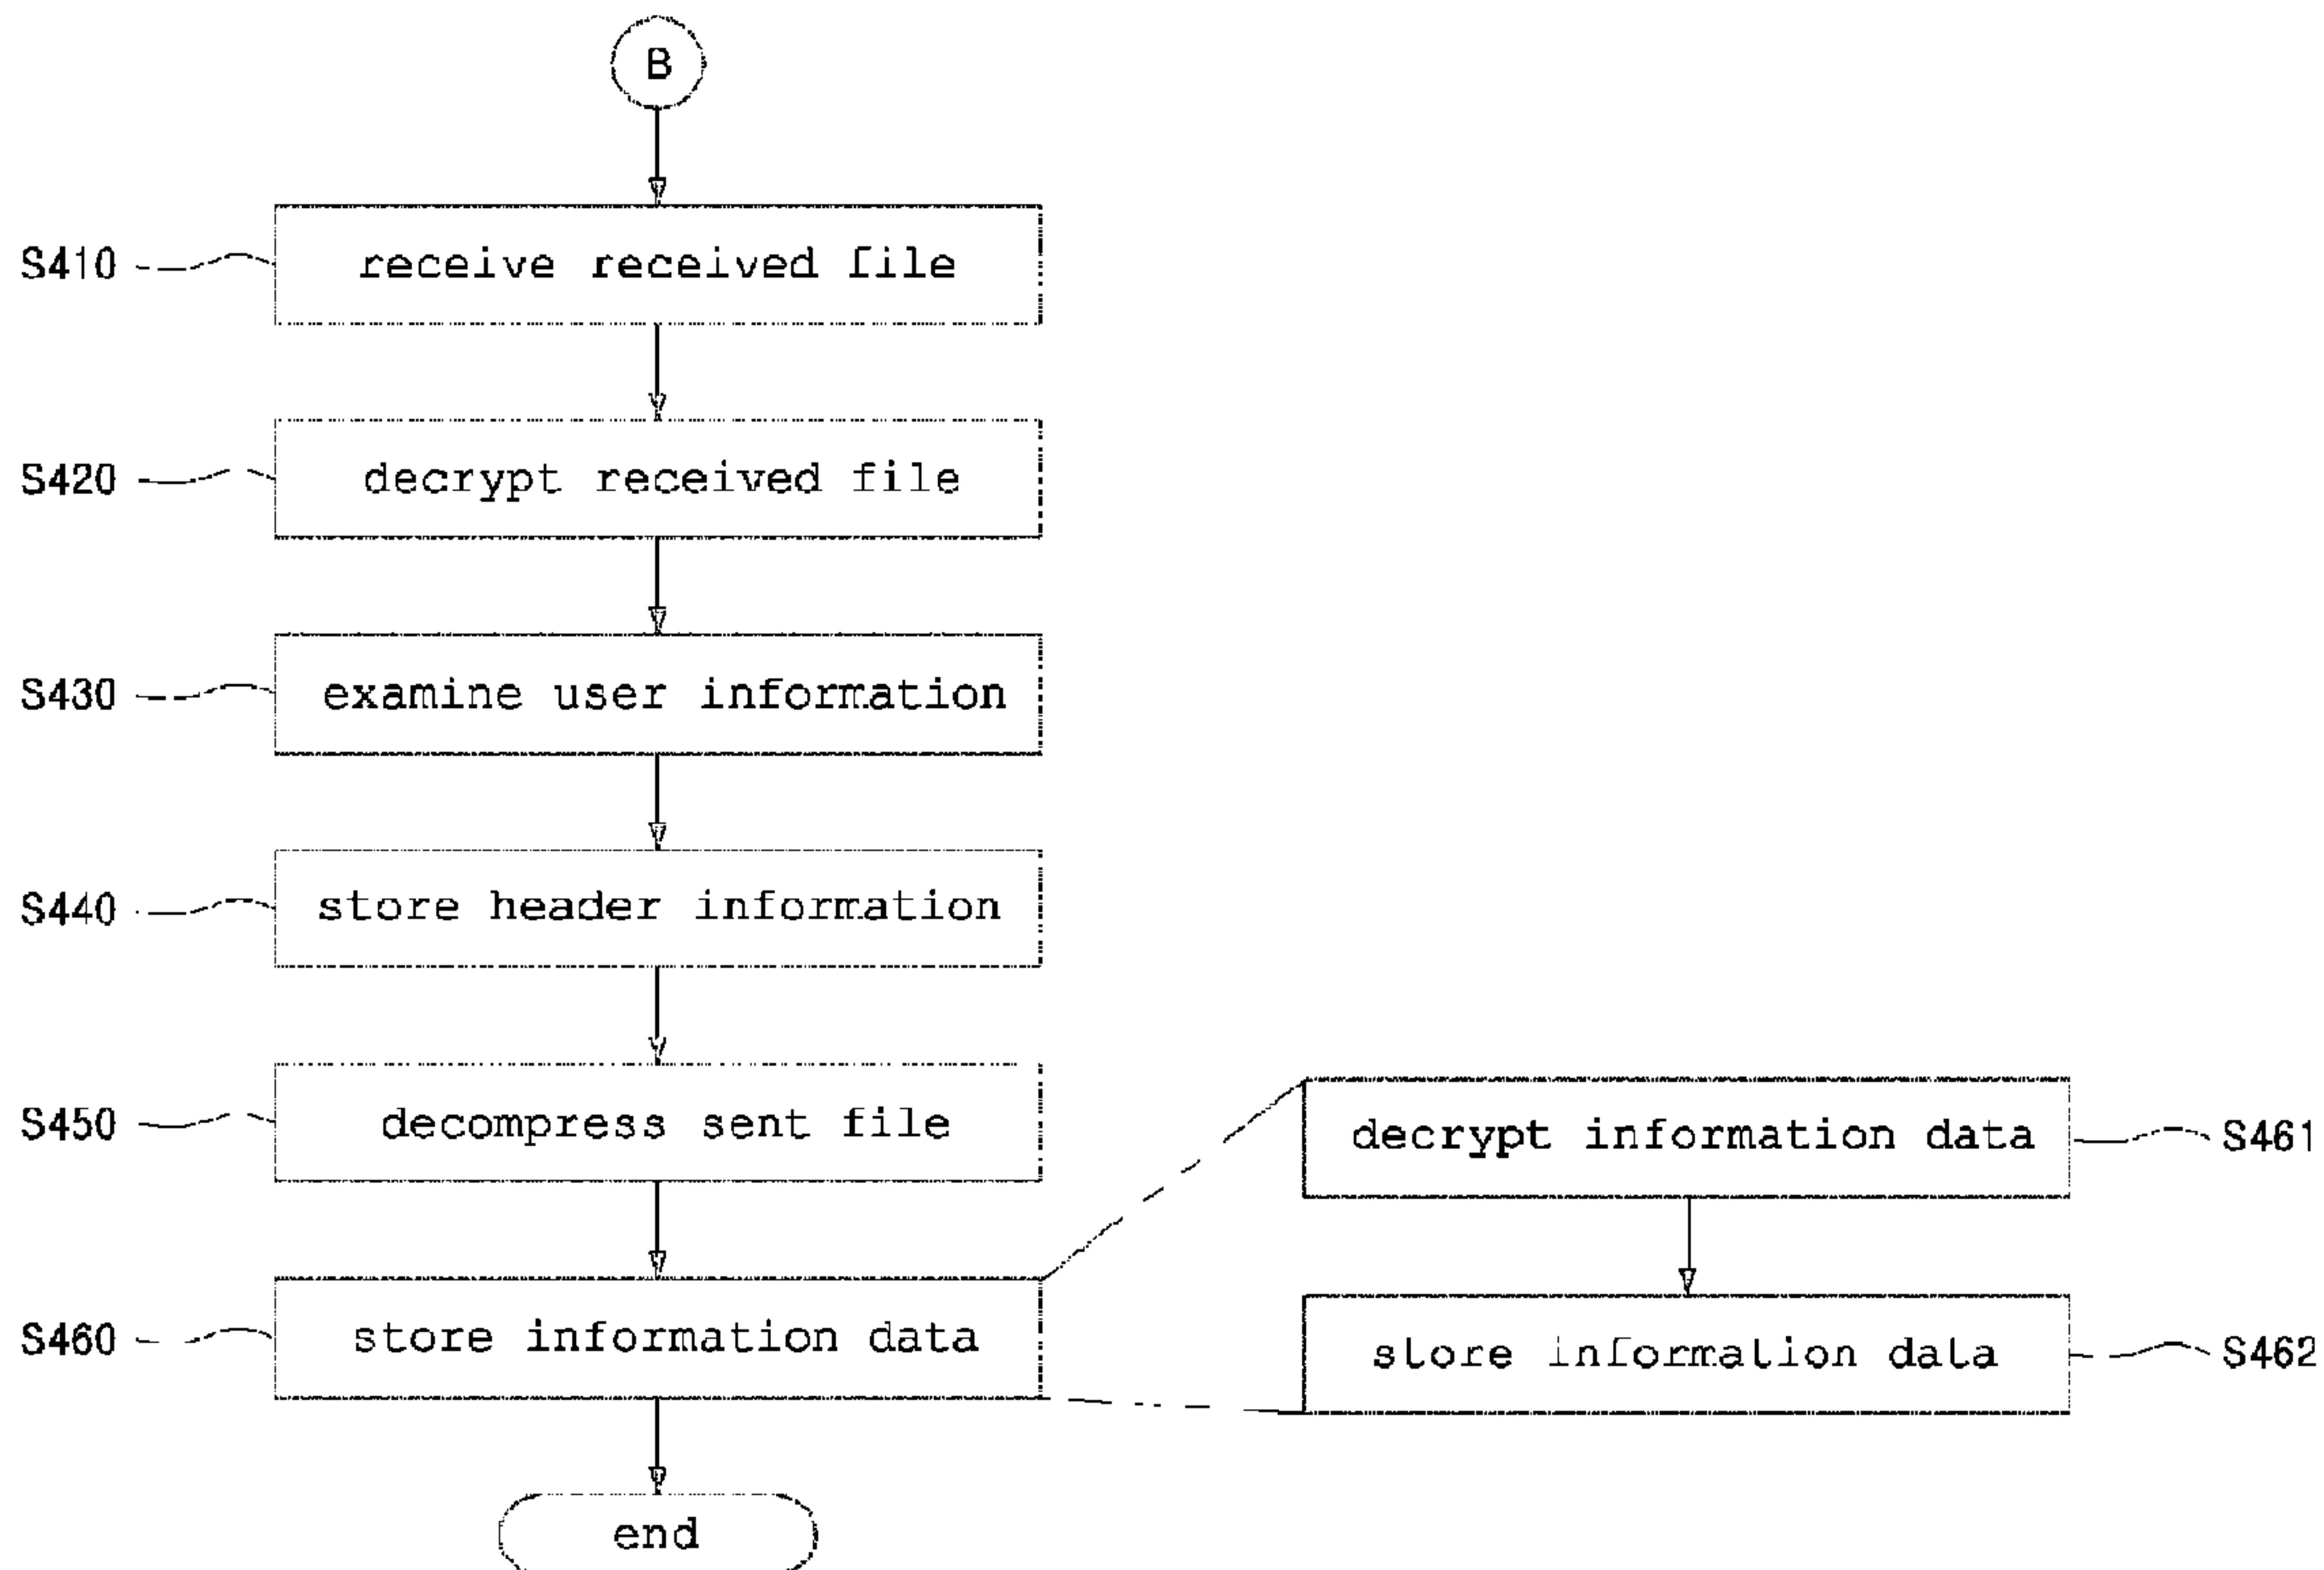 B
S410 receive received file
S420 decrypt received file
S430 examine user information
S440 store header information
S450 decompress sent file
decrypt information data S461
S460 store information data
store information data S462
end